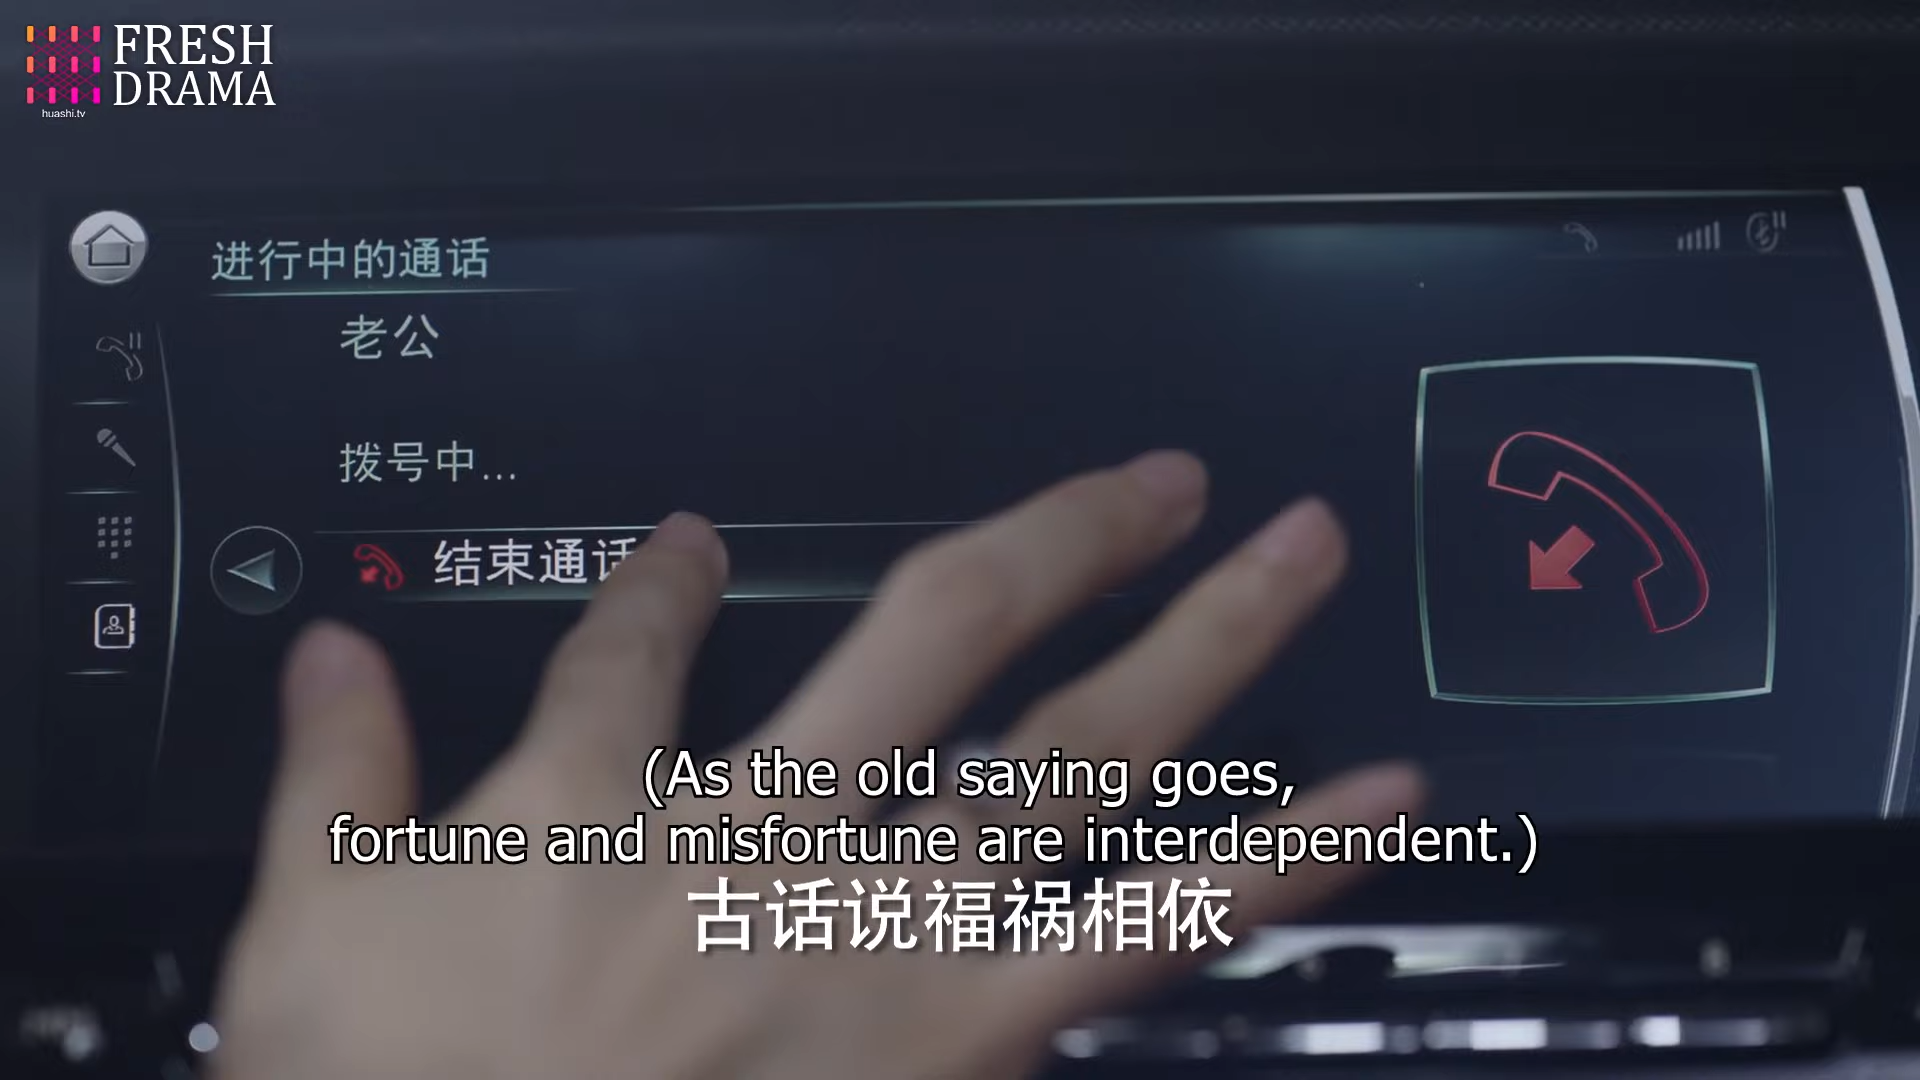 FRESH
DRAMA
huashi.tv
进行中的通话
老公
拨号中...
结束通话
(As the old saying goes,
fortune and misfortune are interdependent.)
古话说福祸相依